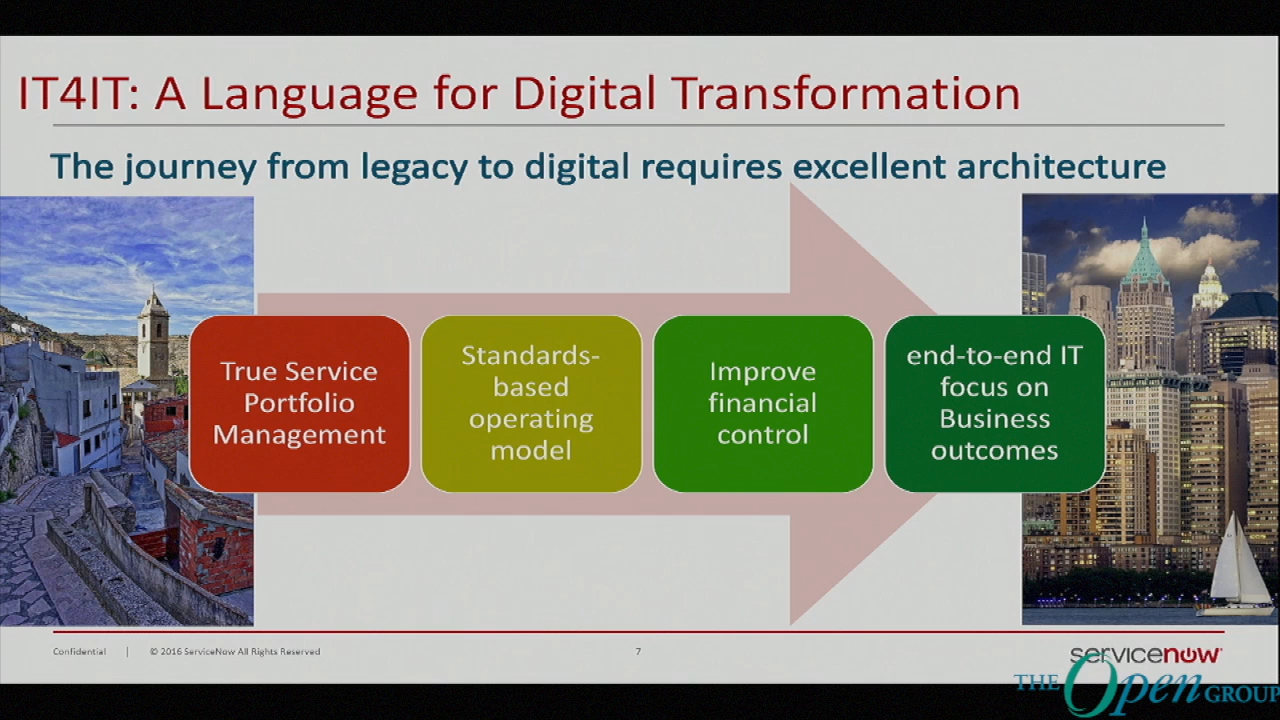 IT4IT: A Language for Digital Transformation
The journey from legacy to digital requires excellent architecture
True Service
Portfolio
Management
Standards-
based
operating
model
Improve
financial
control
end-to-end IT
focus on
Business
outcomes
Confidential | © 2016 ServiceNow All Rights Reserved
7
servicenow
THE Open GROUP